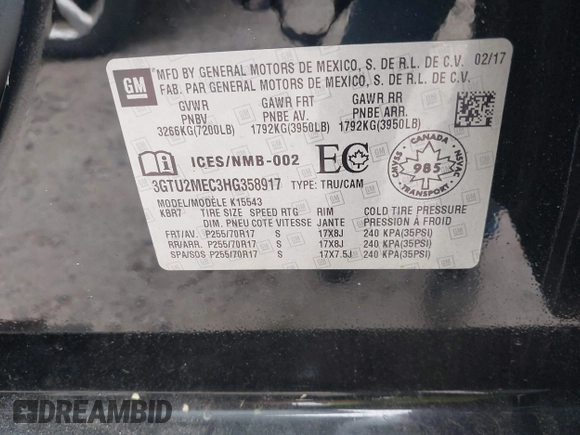 GM
MFD BY GENERAL MOTORS DE MEXICO, S. DE R.L. DE C.V. 02/17
FAB. PAR GENERAL MOTORS DE MEXICO, S. DE R.L. DE C.V.
GVWR GAWR FRT GAWR RR
PNBV PNBE AV. PNBE ARR.
3266KG(7200LB) 1792KG(3950LB) 1792KG(3950LB)
ICES/NMB-002 EC CANADA CMVSS 985 NSVAC TRANSPORT
3GTU2MEC3HG358917 TYPE: TRU/CAM
MODEL/MODÈLE K15543
KBR7 TIRE SIZE SPEED RTG RIM COLD TIRE PRESSURE
DIM. PNEU COTE VITESSE JANTE PRESSION À FROID
FRT/AV. P255/70R17 S 17X8J 240 KPA(35PSI)
RR/ARR. P255/70R17 S 17X8J 240 KPA(35PSI)
SPA/SOS P255/70R17 S 17X7.5J 240 KPA(35PSI)
DREAMBID